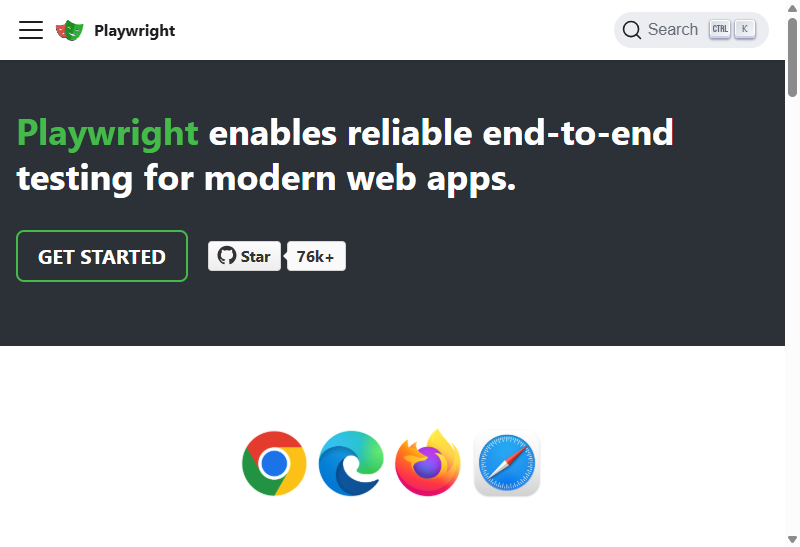 Playwright
Search CTRL K
Playwright enables reliable end-to-end
testing for modern web apps.
GET STARTED
Star 76k+